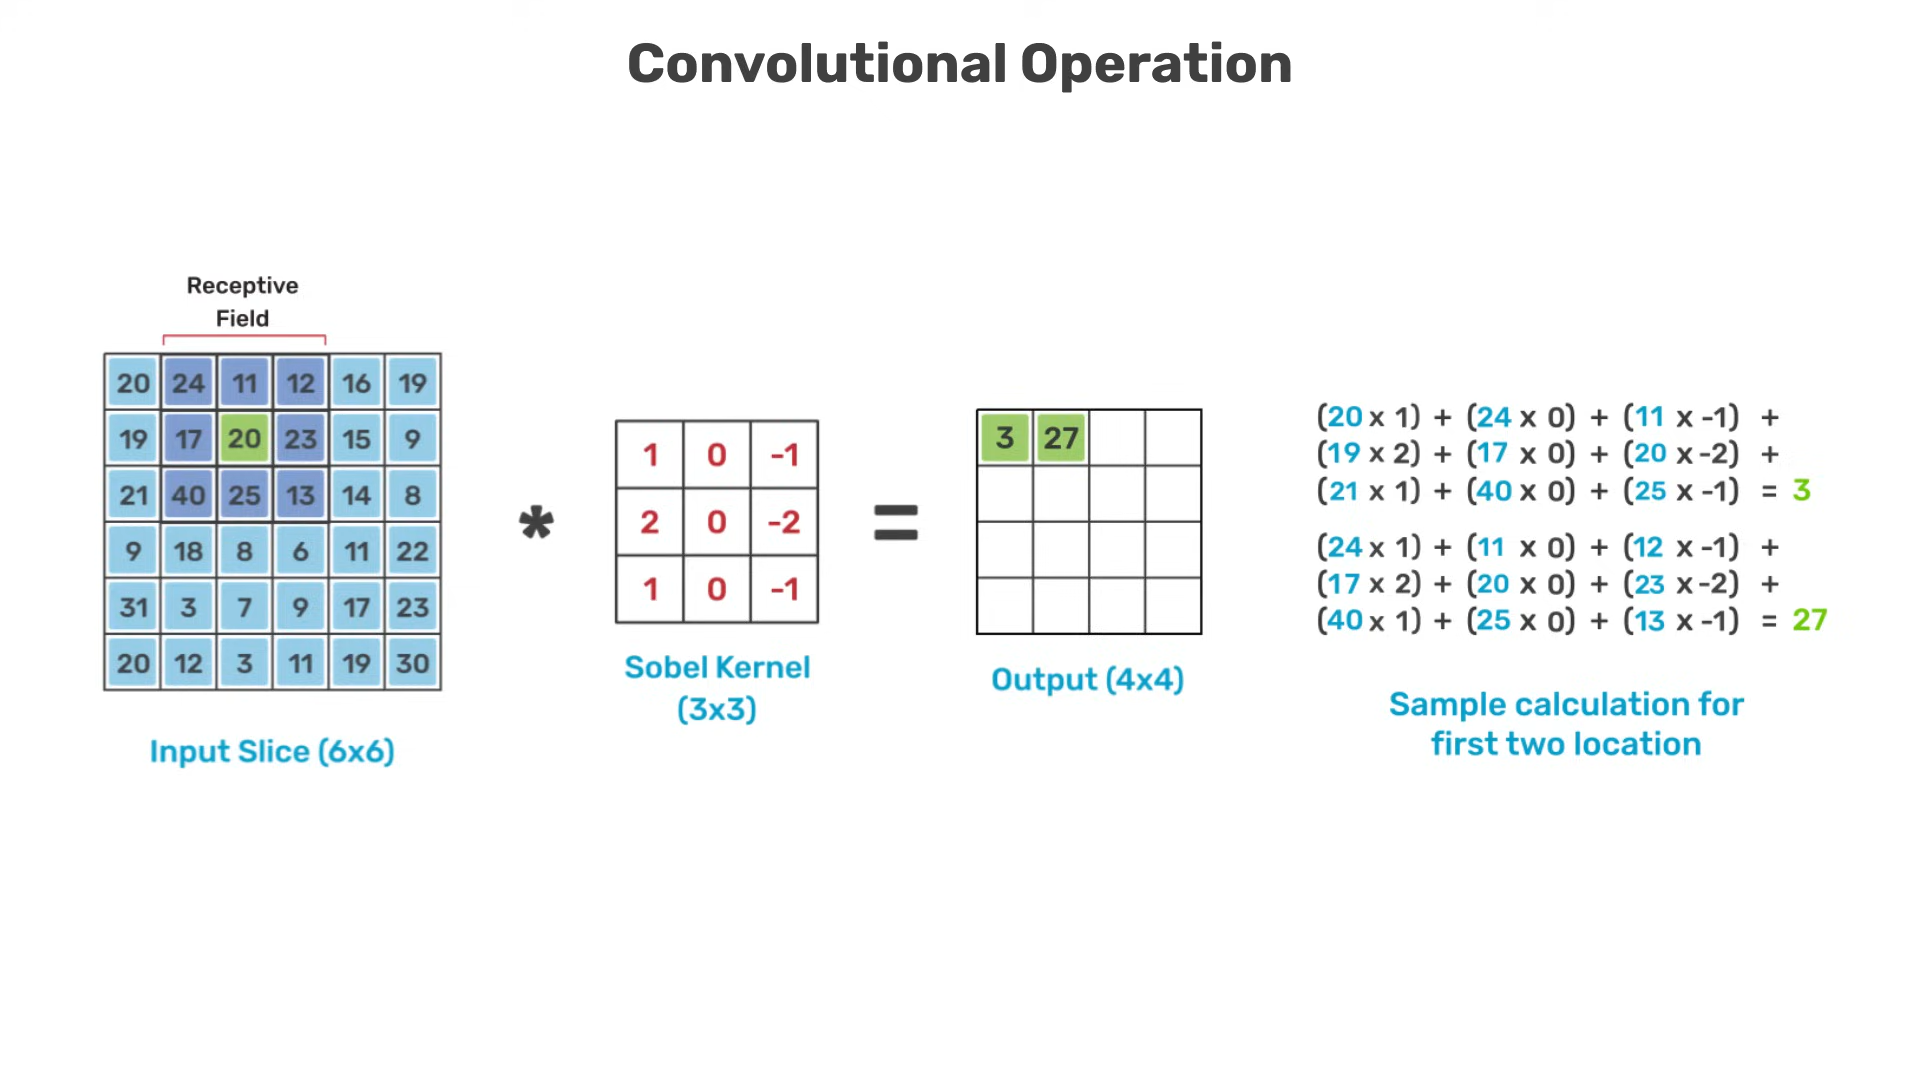 Convolutional Operation
Receptive
Field
20 24 11 12 16 19
19 17 20 23 15 9
21 40 25 13 14 8
9 18 8 6 11 22
31 3 7 9 17 23
20 12 3 11 19 30
Input Slice (6x6)
*
1 0 -1
2 0 -2
1 0 -1
Sobel Kernel
(3x3)
=
3 27
Output (4x4)
(20 x 1) + (24 x 0) + (11 x -1) +
(19 x 2) + (17 x 0) + (20 x -2) +
(21 x 1) + (40 x 0) + (25 x -1) = 3
(24 x 1) + (11 x 0) + (12 x -1) +
(17 x 2) + (20 x 0) + (23 x -2) +
(40 x 1) + (25 x 0) + (13 x -1) = 27
Sample calculation for
first two location